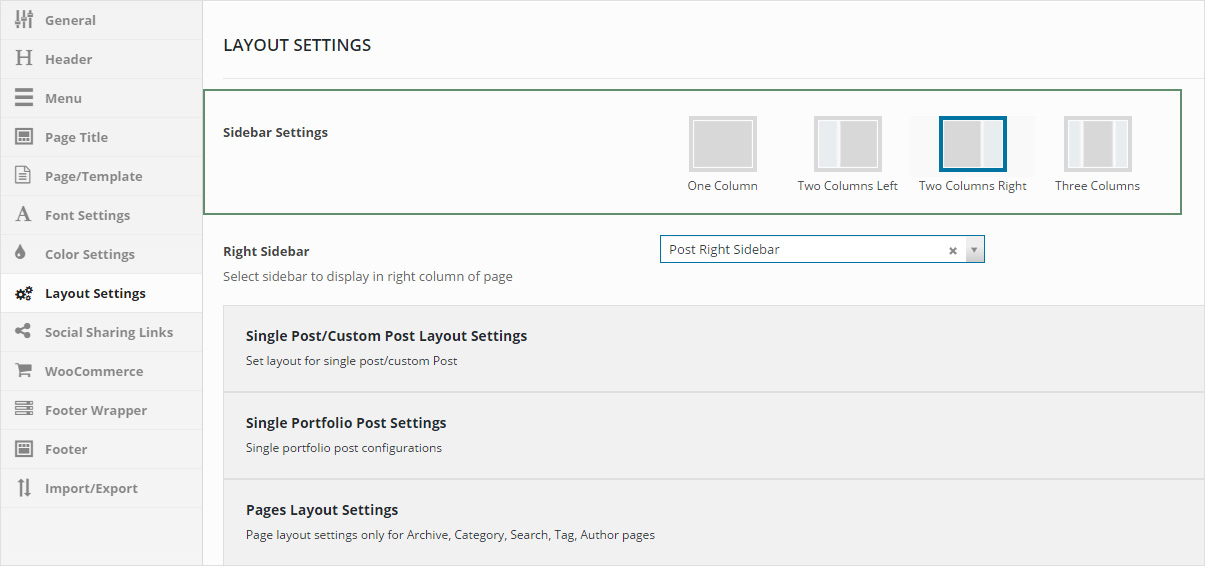 General
Header
Menu
Page Title
Page/Template
Font Settings
Color Settings
Layout Settings
Social Sharing Links
WooCommerce
Footer Wrapper
Footer
Import/Export
LAYOUT SETTINGS
Sidebar Settings
One Column
Two Columns Left
Two Columns Right
Three Columns
Right Sidebar
Select sidebar to display in right column of page
Post Right Sidebar
Single Post/Custom Post Layout Settings
Set layout for single post/custom Post
Single Portfolio Post Settings
Single portfolio post configurations
Pages Layout Settings
Page layout settings only for Archive, Category, Search, Tag, Author pages